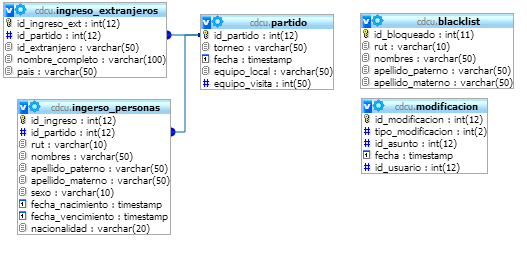 cdcu.ingreso_extranjeros
id_ingreso_ext : int(12)
id_partido : int(12)
id_extranjero : varchar(50)
nombre_completo : varchar(100)
pais : varchar(50)
cdcu.partido
id_partido : int(12)
torneo : varchar(50)
fecha : timestamp
equipo_local : varchar(50)
equipo_visita : int(50)
cdcu.blacklist
id_bloqueado : int(11)
rut : varchar(10)
nombres : varchar(50)
apellido_paterno : varchar(50)
apellido_materno : varchar(50)
cdcu.ingerso_personas
id_ingreso : int(12)
id_partido : int(12)
rut : varchar(10)
nombres : varchar(50)
apellido_paterno : varchar(50)
apellido_materno : varchar(50)
sexo : varchar(10)
fecha_nacimiento : timestamp
fecha_vencimiento : timestamp
nacionalidad : varchar(20)
cdcu.modificacion
id_modificacion : int(12)
tipo_modificacion : int(2)
id_asunto : int(12)
fecha : timestamp
id_usuario : int(12)